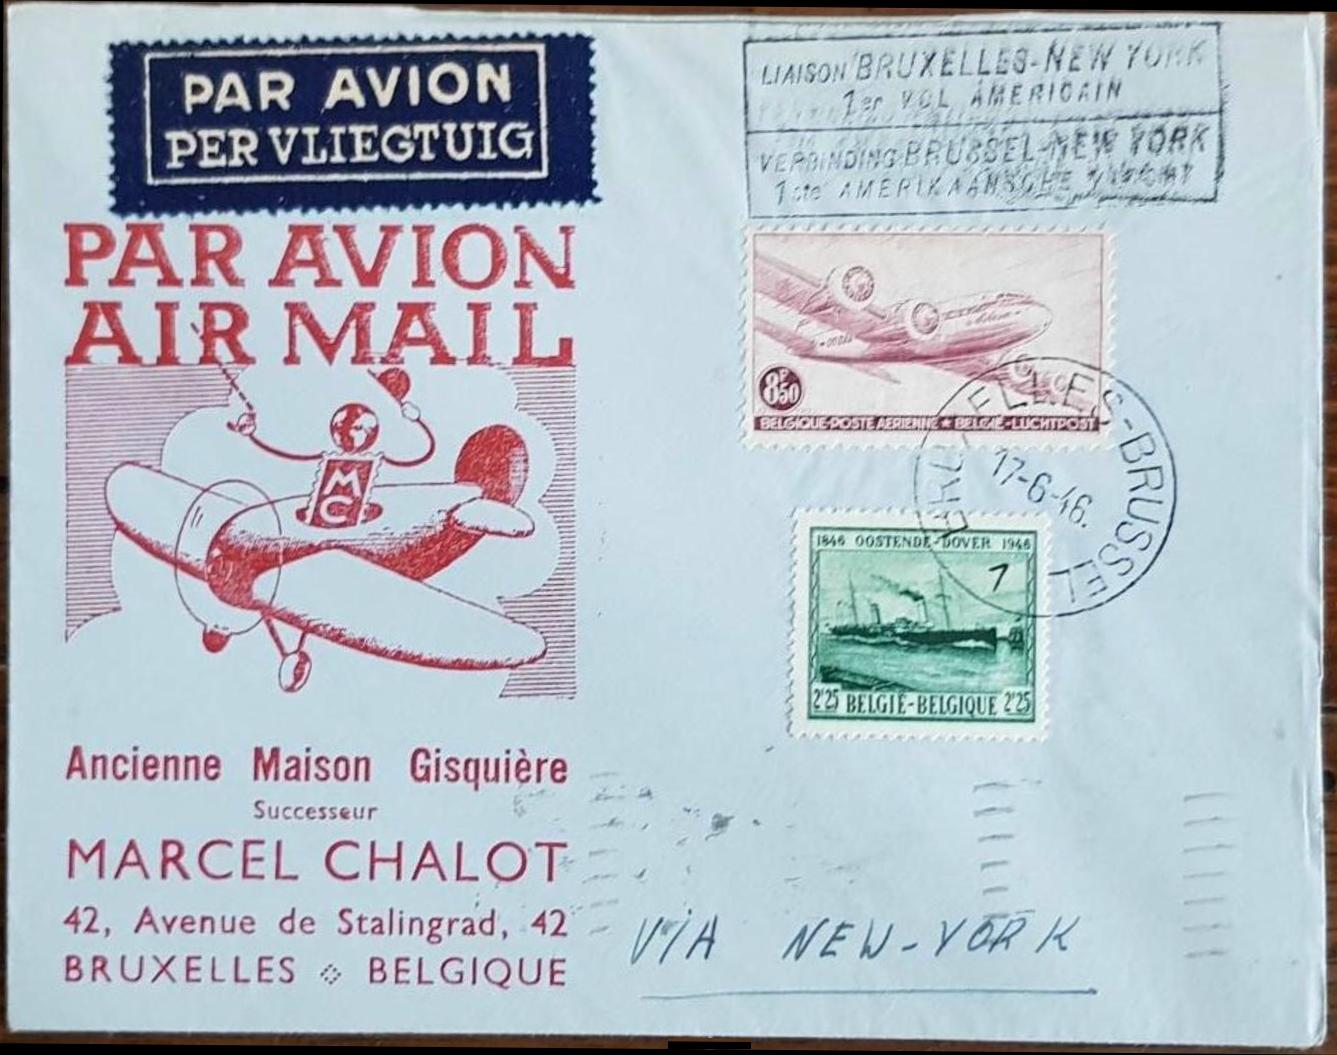 PAR AVION
PER VLIEGTUIG
LIAISON BRUXELLES-NEW YORK
1er VOL AMERICAIN
VERBINDING BRUSSEL-NEW YORK
1ste AMERIKAANSCHE
PAR AVION
AIR MAIL
M
C
8F50
BELGIQUE-POSTE AERIENNE ★ BELGIE-LUCHTPOST
BRUXELLES-BRUSSEL
17-6-46.
1846 OOSTENDE-DOVER 1946
7
2F25 BELGIË-BELGIQUE 2F25
Ancienne Maison Gisquière
Successeur
MARCEL CHALOT
42, Avenue de Stalingrad, 42
BRUXELLES BELGIQUE
VIA NEW-YORK